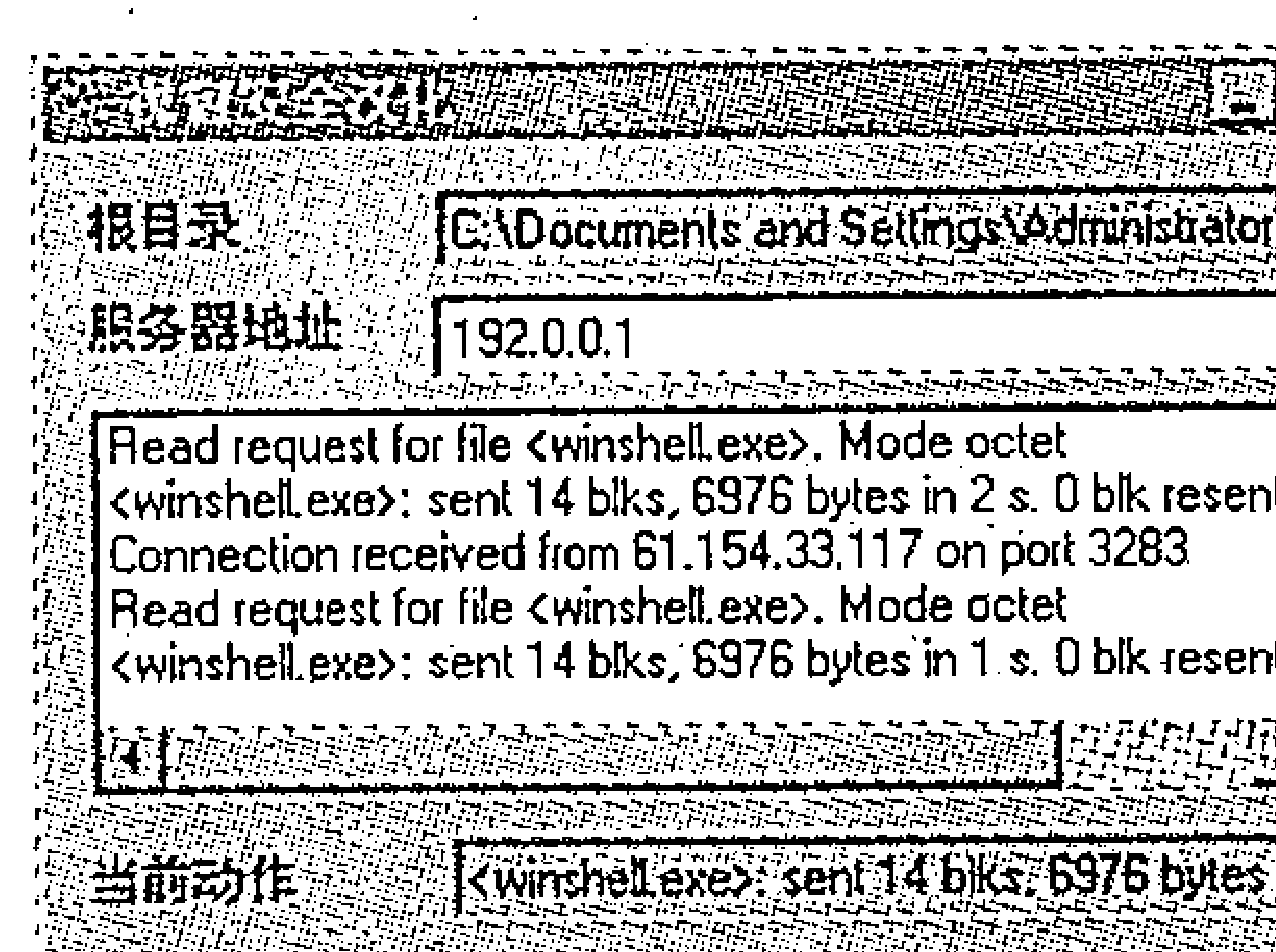 根目录 C:\Documents and Settings\Administrator
服务器地址 192.0.0.1
Read request for file <winshell.exe>. Mode octet
<winshell.exe>: sent 14 blks, 6976 bytes in 2 s. 0 blk resent
Connection received from 61.154.33.117 on port 3283
Read request for file <winshell.exe>. Mode octet
<winshell.exe>: sent 14 blks, 6976 bytes in 1 s. 0 blk resent
当前动作 <winshell.exe>: sent 14 blks, 6976 bytes